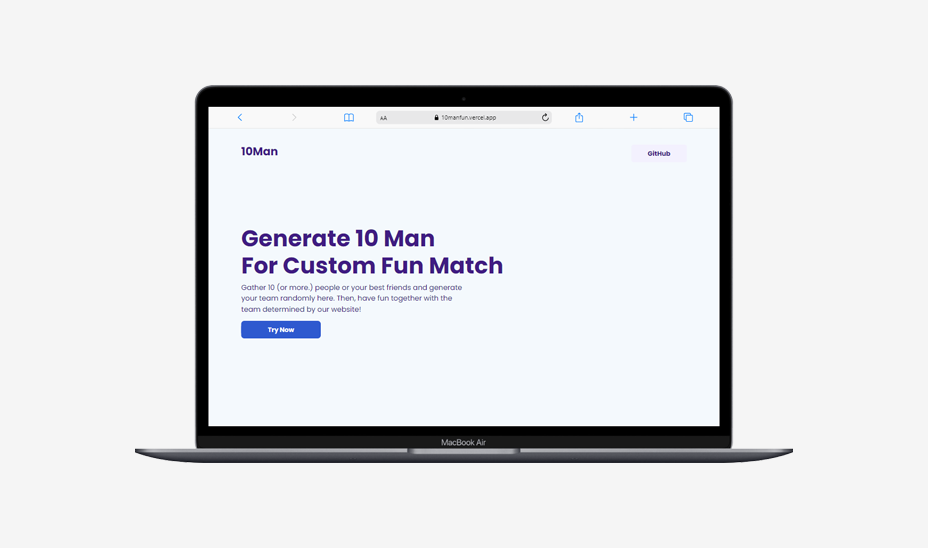 AA
10manfun.vercel.app
10Man
GitHub
Generate 10 Man
For Custom Fun Match
Gather 10 (or more.) people or your best friends and generate
your team randomly here. Then, have fun together with the
team determined by our website!
Try Now
MacBook Air